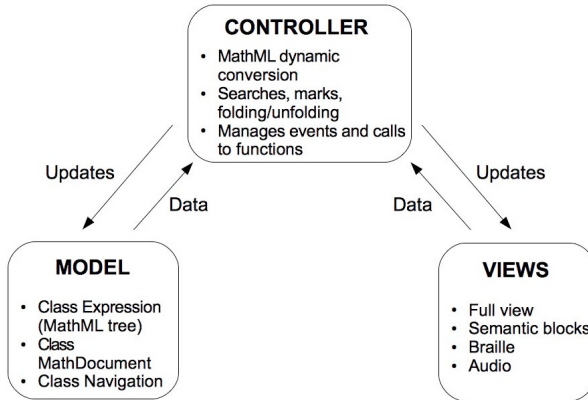 CONTROLLER
• MathML dynamic
conversion
• Searches, marks,
folding/unfolding
• Manages events and calls
to functions
Updates
Data
Data
Updates
MODEL
• Class Expression
(MathML tree)
• Class
MathDocument
• Class Navigation
VIEWS
• Full view
• Semantic blocks
• Braille
• Audio